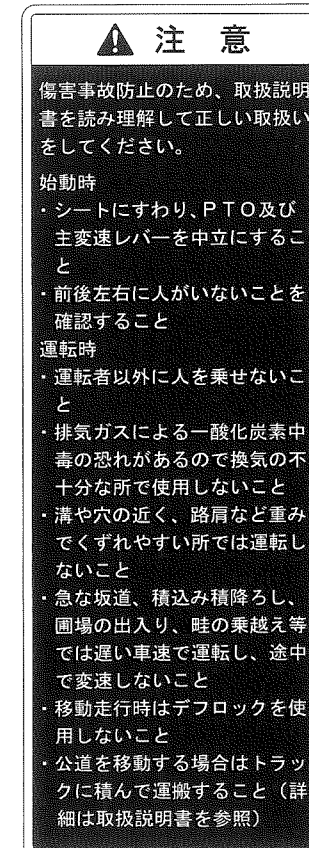 注 意
傷害事故防止のため、取扱説明
書を読み理解して正しい取扱い
をしてください。
始動時
・シートにすわり、PTO及び
主変速レバーを中立にするこ
と
・前後左右に人がいないことを
確認すること
運転時
・運転者以外に人を乗せないこ
と
・排気ガスによる一酸化炭素中
毒の恐れがあるので換気の不
十分な所で使用しないこと
・溝や穴の近く、路肩など重み
でくずれやすい所では運転し
ないこと
・急な坂道、積込み積降ろし、
圃場の出入り、畦の乗越え等
では遅い車速で運転し、途中
で変速しないこと
・移動走行時はデフロックを使
用しないこと
・公道を移動する場合はトラッ
クに積んで運搬すること（詳
細は取扱説明書を参照）